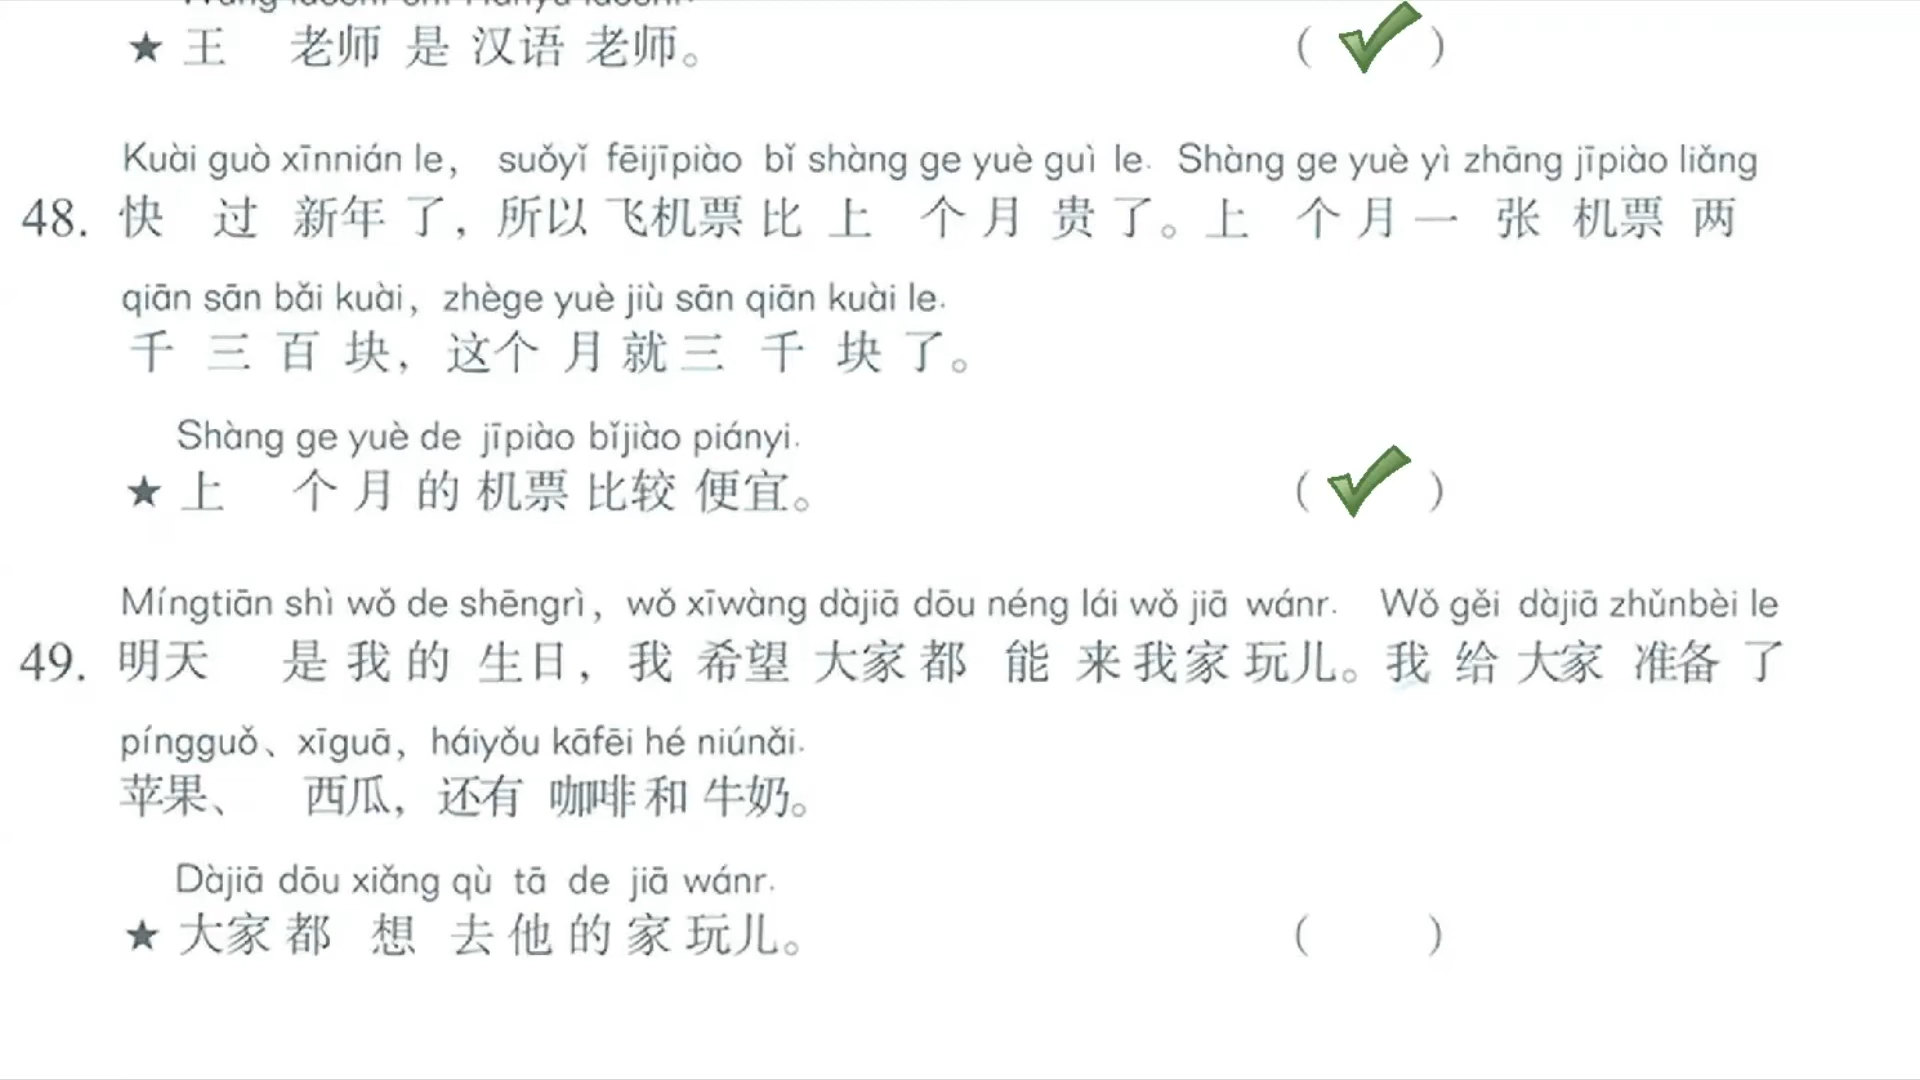 ★ 王 老师 是 汉语 老师。 ( )
Kuài guò xīnnián le, suǒyǐ fēijīpiào bǐ shàng ge yuè guì le. Shàng ge yuè yì zhāng jīpiào liǎng
48. 快 过 新年 了, 所以 飞机票 比 上 个 月 贵 了。上 个 月 一 张 机票 两
qiān sān bǎi kuài, zhège yuè jiù sān qiān kuài le.
千 三 百 块, 这个 月 就 三 千 块 了。
Shàng ge yuè de jīpiào bǐjiào piányi.
★ 上 个 月 的 机票 比较 便宜。 ( )
Míngtiān shì wǒ de shēngrì, wǒ xīwàng dàjiā dōu néng lái wǒ jiā wánr. Wǒ gěi dàjiā zhǔnbèi le
49. 明天 是 我 的 生日, 我 希望 大家 都 能 来 我 家 玩儿。我 给 大家 准备 了
píngguǒ、xīguā, háiyǒu kāfēi hé niúnǎi.
苹果、 西瓜, 还有 咖啡 和 牛奶。
Dàjiā dōu xiǎng qù tā de jiā wánr.
★ 大家 都 想 去 他 的 家 玩儿。 ( )